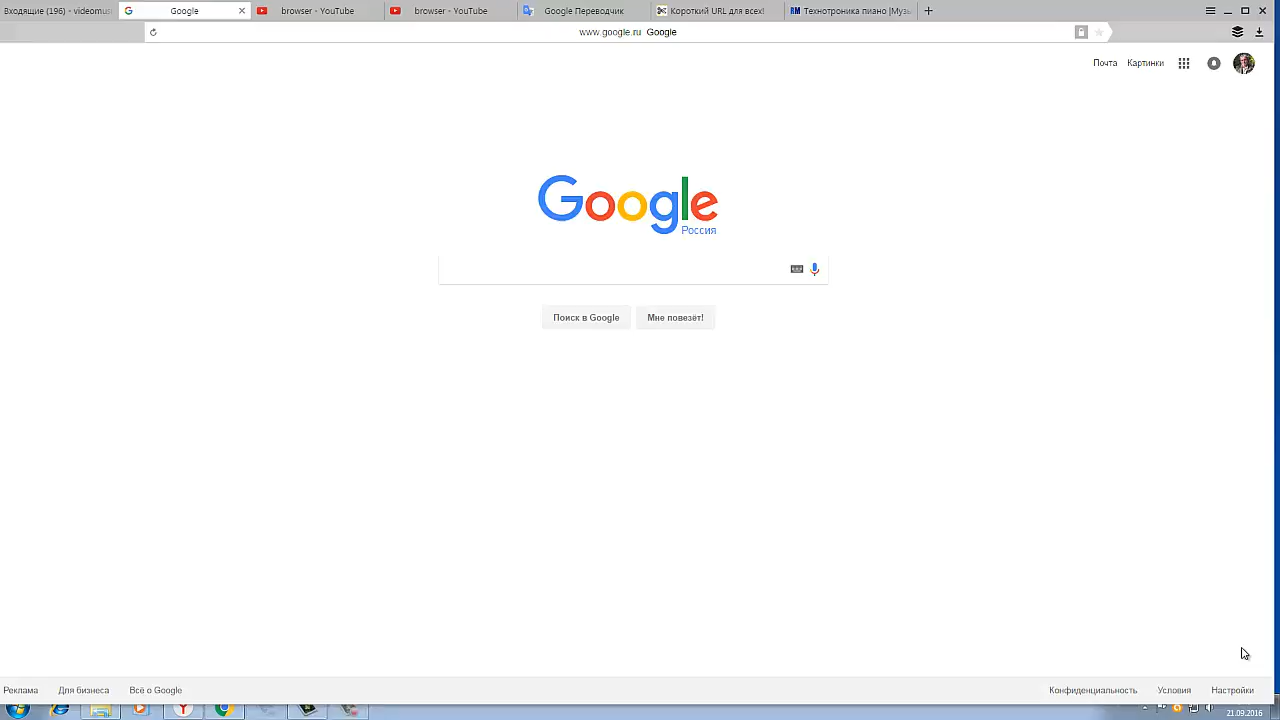 Входящие (196) - videomus
Google
browser - YouTube
browser - YouTube
Google Переводчик
Короткий URL для всех!
Технотроника пиано |Музы
www.google.ru Google
Почта Картинки
Google
Россия
Поиск в Google Мне повезёт!
Реклама Для бизнеса Всё о Google Конфиденциальность Условия Настройки
21.09.2016